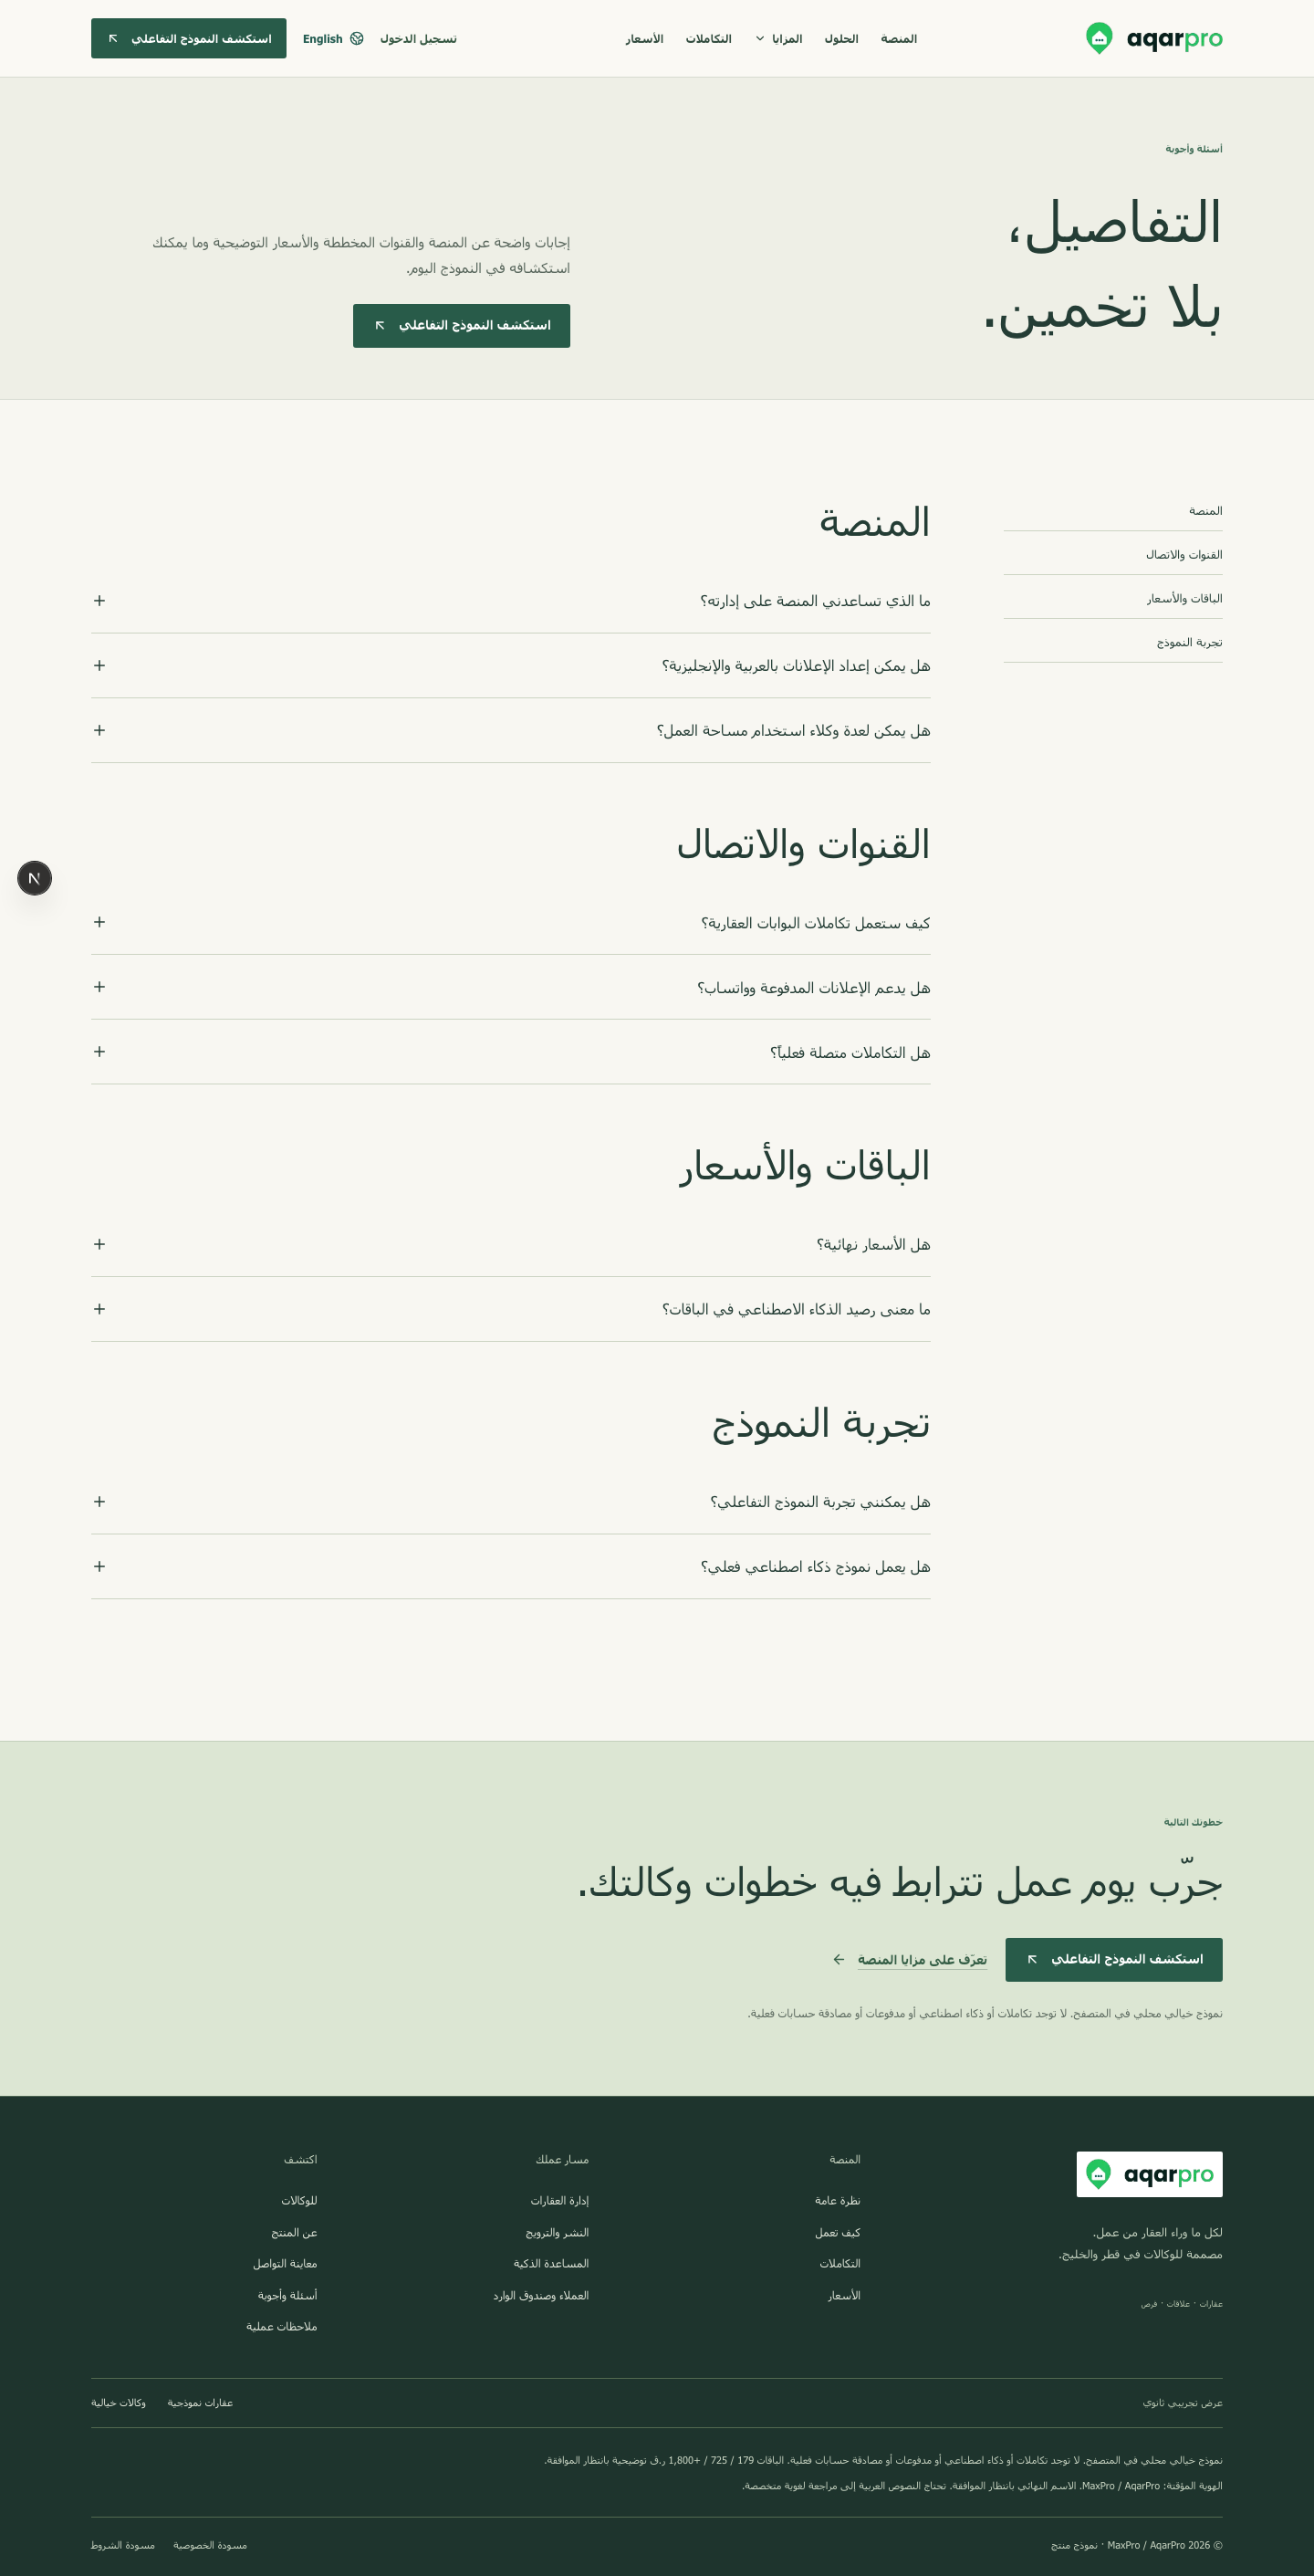 aqarpro
المنصة
الحلول
المزايا
التكاملات
الأسعار
تسجيل الدخول
English
استكشف النموذج التفاعلي
أسئلة وأجوبة
التفاصيل،
بلا تخمين.
إجابات واضحة عن المنصة والقنوات المخططة والأسعار التوضيحية وما يمكنك
استكشافه في النموذج اليوم.
استكشف النموذج التفاعلي
المنصة
القنوات والاتصال
الباقات والأسعار
تجربة النموذج
المنصة
ما الذي تساعدني المنصة على إدارته؟
هل يمكن إعداد الإعلانات بالعربية والإنجليزية؟
هل يمكن لعدة وكلاء استخدام مساحة العمل؟
القنوات والاتصال
كيف ستعمل تكاملات البوابات العقارية؟
هل يدعم الإعلانات المدفوعة وواتساب؟
هل التكاملات متصلة فعلياً؟
الباقات والأسعار
هل الأسعار نهائية؟
ما معنى رصيد الذكاء الاصطناعي في الباقات؟
تجربة النموذج
هل يمكنني تجربة النموذج التفاعلي؟
هل يعمل نموذج ذكاء اصطناعي فعلي؟
خطوتك التالية
جرّب يوم عمل تترابط فيه خطوات وكالتك.
استكشف النموذج التفاعلي
تعرّف على مزايا المنصة
نموذج خيالي محلي في المتصفح. لا توجد تكاملات أو ذكاء اصطناعي أو مدفوعات أو مصادقة حسابات فعلية.
aqarpro
لكل ما وراء العقار من عمل.
مصممة للوكالات في قطر والخليج.
عقارات · علاقات · فرص
المنصة
نظرة عامة
كيف تعمل
التكاملات
الأسعار
مسار عملك
إدارة العقارات
النشر والترويج
المساعدة الذكية
العملاء وصندوق الوارد
اكتشف
للوكالات
عن المنتج
معاينة التواصل
أسئلة وأجوبة
ملاحظات عملية
عرض تجريبي ثانوي
عقارات نموذجية
وكالات خيالية
نموذج خيالي محلي في المتصفح. لا توجد تكاملات أو ذكاء اصطناعي أو مدفوعات أو مصادقة حسابات فعلية. الباقات 179 / 725 / +1,800 ر.ق توضيحية بانتظار الموافقة.
الهوية المؤقتة: MaxPro / AqarPro. الاسم النهائي بانتظار الموافقة. تحتاج النصوص العربية إلى مراجعة لغوية متخصصة.
© 2026 MaxPro / AqarPro · نموذج منتج
مسودة الخصوصية
مسودة الشروط